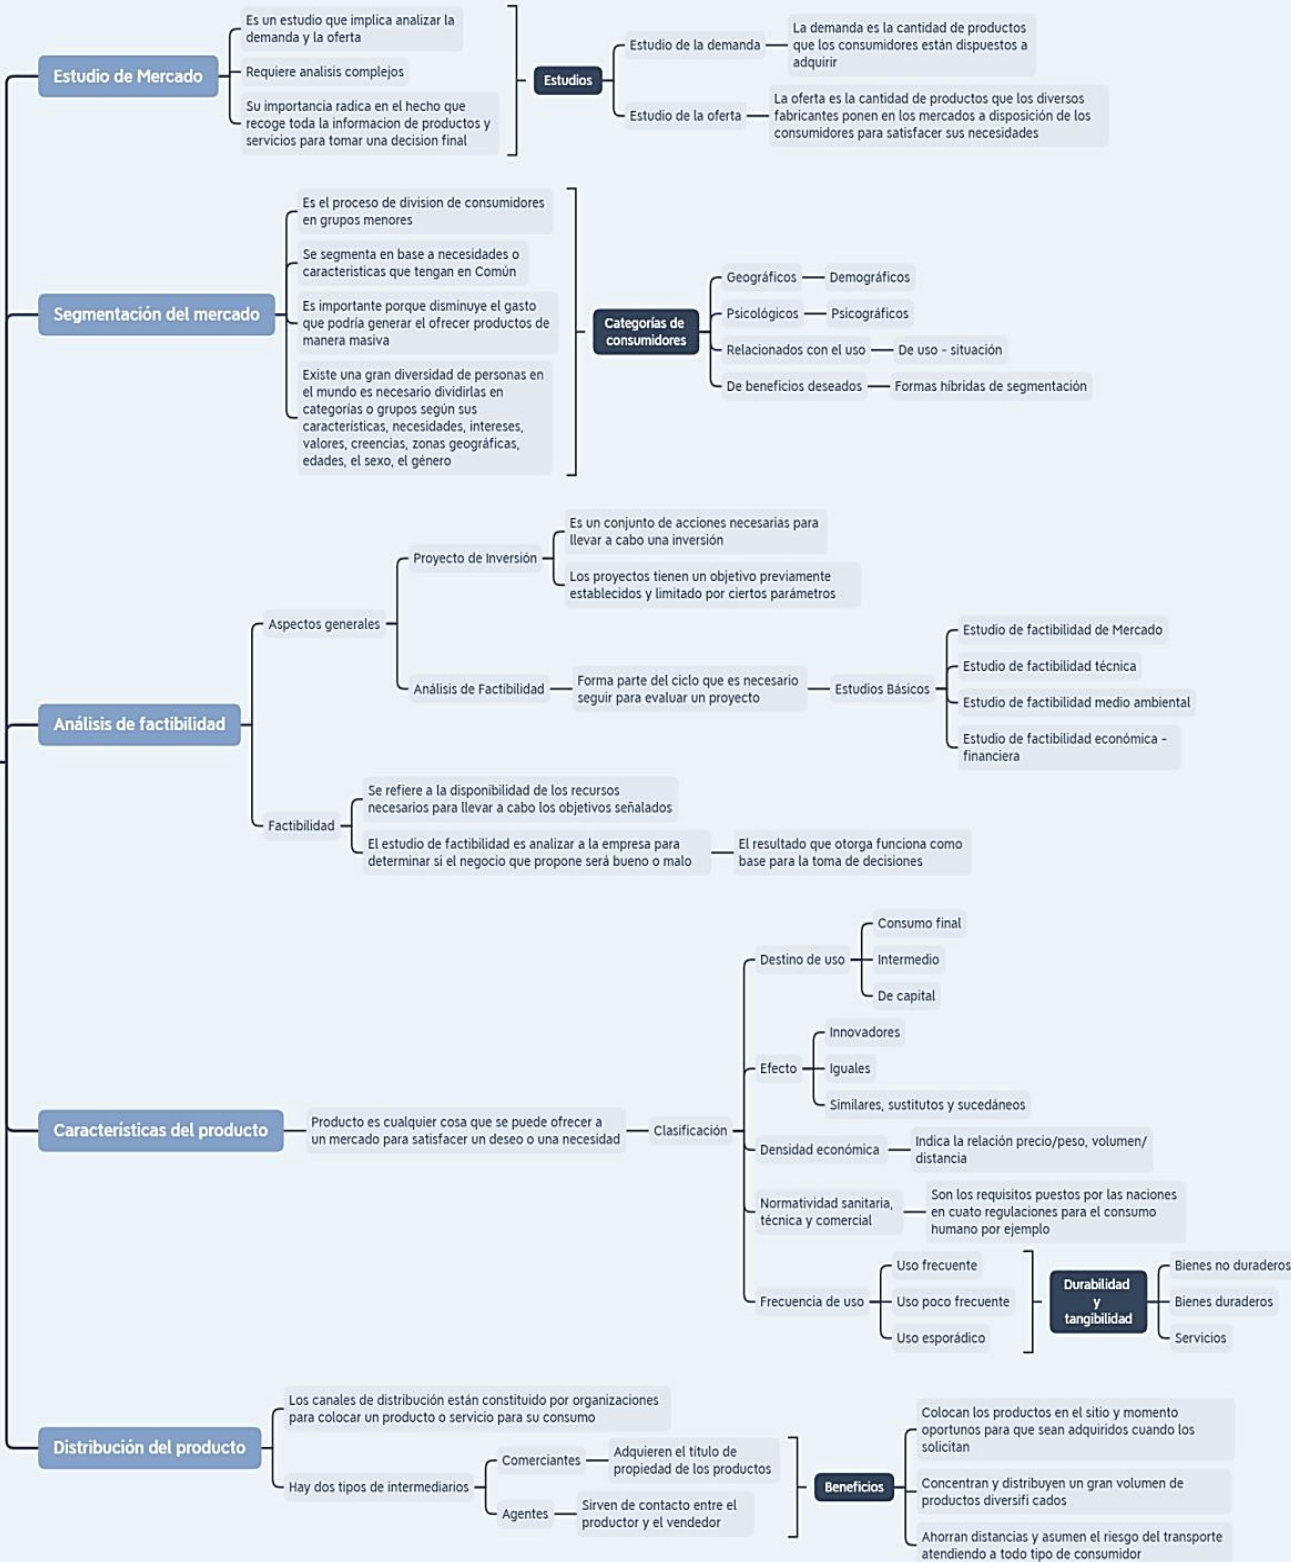 Estudio de Mercado
Es un estudio que implica analizar la
demanda y la oferta
Requiere analisis complejos
Su importancia radica en el hecho que
recoge toda la informacion de productos y
servicios para tomar una decision final
Estudios
Estudio de la demanda
La demanda es la cantidad de productos
que los consumidores están dispuestos a
adquirir
Estudio de la oferta
La oferta es la cantidad de productos que los diversos
fabricantes ponen en los mercados a disposición de los
consumidores para satisfacer sus necesidades
Segmentación del mercado
Es el proceso de division de consumidores
en grupos menores
Se segmenta en base a necesidades o
caracteristicas que tengan en Común
Es importante porque disminuye el gasto
que podría generar el ofrecer productos de
manera masiva
Existe una gran diversidad de personas en
el mundo es necesario dividirlas en
categorías o grupos según sus
características, necesidades, intereses,
valores, creencias, zonas geográficas,
edades, el sexo, el género
Categorías de
consumidores
Geográficos
Demográficos
Psicológicos
Psicográficos
Relacionados con el uso
De uso - situación
De beneficios deseados
Formas híbridas de segmentación
Análisis de factibilidad
Aspectos generales
Proyecto de Inversión
Es un conjunto de acciones necesarias para
llevar a cabo una inversión
Los proyectos tienen un objetivo previamente
establecidos y limitado por ciertos parámetros
Análisis de Factibilidad
Forma parte del ciclo que es necesario
seguir para evaluar un proyecto
Estudios Básicos
Estudio de factibilidad de Mercado
Estudio de factibilidad técnica
Estudio de factibilidad medio ambiental
Estudio de factibilidad económica -
financiera
Factibilidad
Se refiere a la disponibilidad de los recursos
necesarios para llevar a cabo los objetivos señalados
El estudio de factibilidad es analizar a la empresa para
determinar si el negocio que propone será bueno o malo
El resultado que otorga funciona como
base para la toma de decisiones
Características del producto
Producto es cualquier cosa que se puede ofrecer a
un mercado para satisfacer un deseo o una necesidad
Clasificación
Destino de uso
Consumo final
Intermedio
De capital
Efecto
Innovadores
Iguales
Similares, sustitutos y sucedáneos
Densidad económica
Indica la relación precio/peso, volumen/
distancia
Normatividad sanitaria,
técnica y comercial
Son los requisitos puestos por las naciones
en cuato regulaciones para el consumo
humano por ejemplo
Frecuencia de uso
Uso frecuente
Uso poco frecuente
Uso esporádico
Durabilidad
y
tangibilidad
Bienes no duraderos
Bienes duraderos
Servicios
Distribución del producto
Los canales de distribución están constituido por organizaciones
para colocar un producto o servicio para su consumo
Hay dos tipos de intermediarios
Comerciantes
Adquieren el título de
propiedad de los productos
Agentes
Sirven de contacto entre el
productor y el vendedor
Beneficios
Colocan los productos en el sitio y momento
oportunos para que sean adquiridos cuando los
solicitan
Concentran y distribuyen un gran volumen de
productos diversifi cados
Ahorran distancias y asumen el riesgo del transporte
atendiendo a todo tipo de consumidor